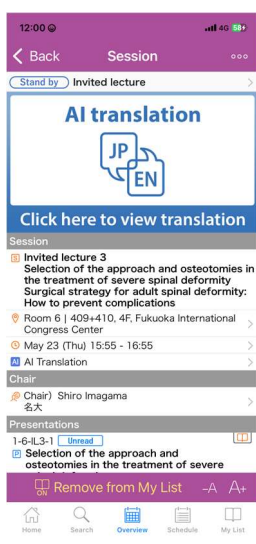 12:00
4G 58
Back Session
Stand by Invited lecture
AI translation
JP
EN
Click here to view translation
Session
S Invited lecture 3
Selection of the approach and osteotomies in
the treatment of severe spinal deformity
Surgical strategy for adult spinal deformity:
How to prevent complications
Room 6 | 409+410, 4F, Fukuoka International
Congress Center
May 23 (Thu) 15:55 - 16:55
AI AI Translation
Chair
Chair) Shiro Imagama
名大
Presentations
1-6-IL3-1 Unread
P Selection of the approach and
osteotomies in the treatment of severe
ON Remove from My List -A A+
Home Search Overview Schedule My List